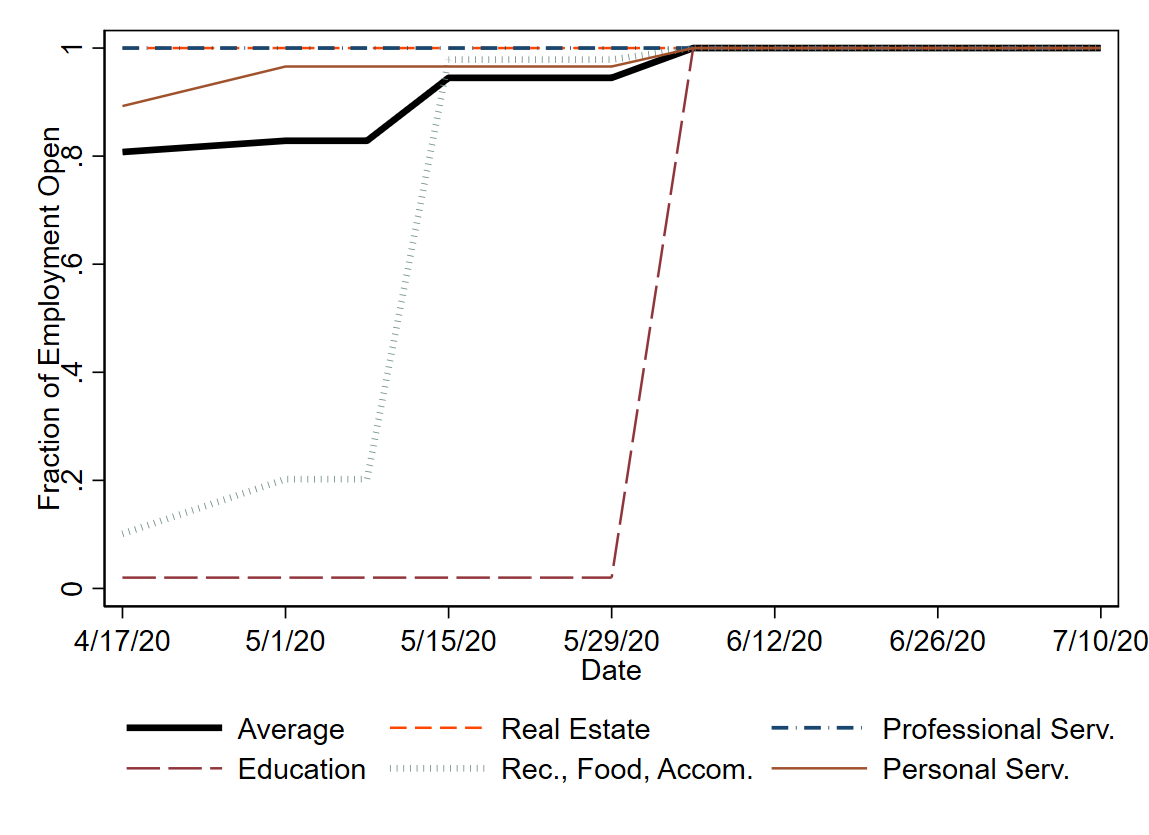 Fraction of Employment Open
1
.8
.6
.4
.2
0
4/17/20 5/1/20 5/15/20 5/29/20 6/12/20 6/26/20 7/10/20
Date
Average Real Estate Professional Serv.
Education Rec., Food, Accom. Personal Serv.